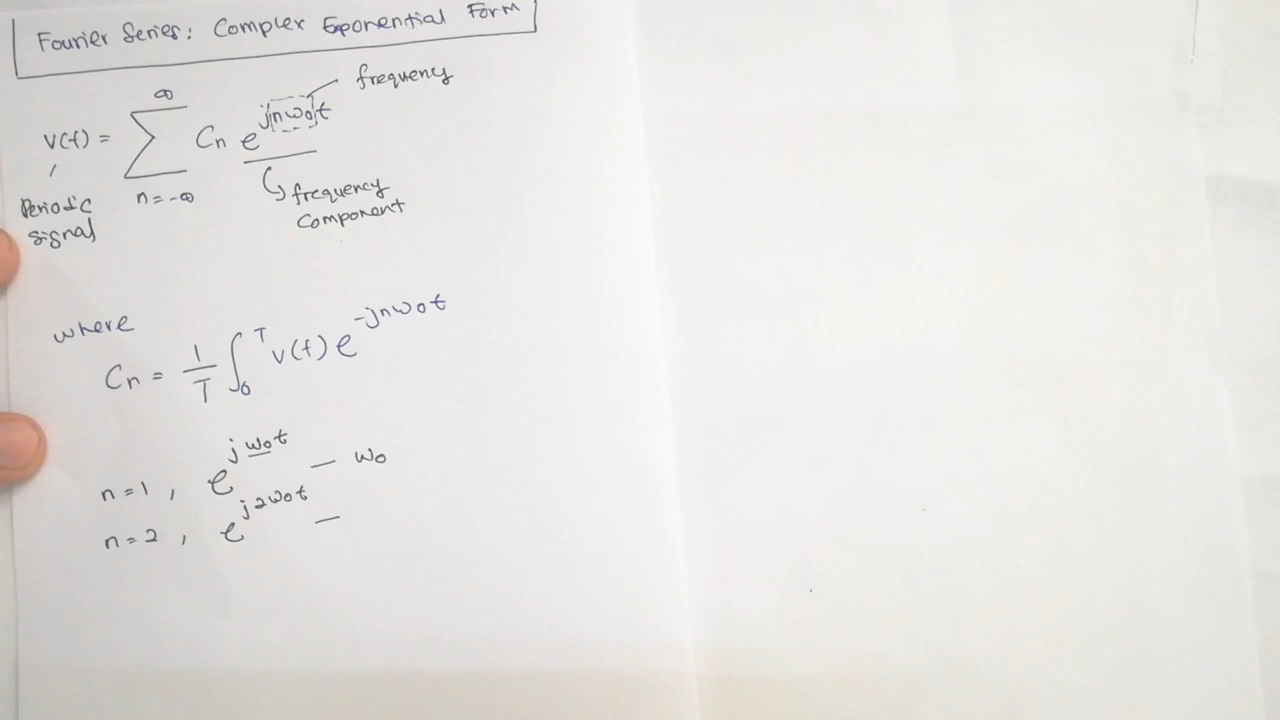 Fourier Series: Complex Exponential Form
frequency
v(t) = ∑ Cn e^jnω0t
∞
n = -∞
Periodic
signal
frequency
component
where
Cn = 1/T ∫_0^T v(t) e^-jnω0t
n = 1 , e^jω0t — ω0
n = 2 , e^j2ω0t —